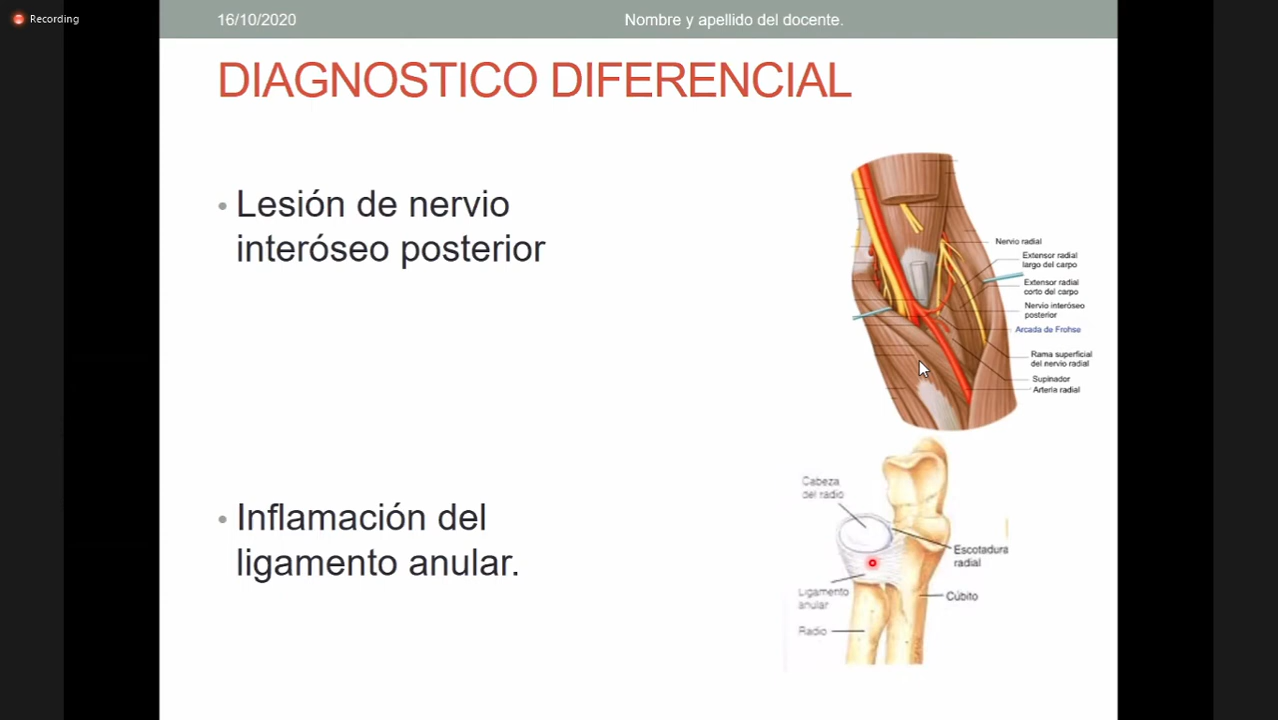 Recording
16/10/2020
Nombre y apellido del docente.
DIAGNOSTICO DIFERENCIAL
• Lesión de nervio
interóseo posterior
Nervio radial
Extensor radial
largo del carpo
Extensor radial
corto del carpo
Nervio interóseo
posterior
Arcada de Frohse
Rama superficial
del nervio radial
Supinador
Arteria radial
• Inflamación del
ligamento anular.
Cabeza
del radio
Escotadura
radial
Ligamento
anular
Cúbito
Radio